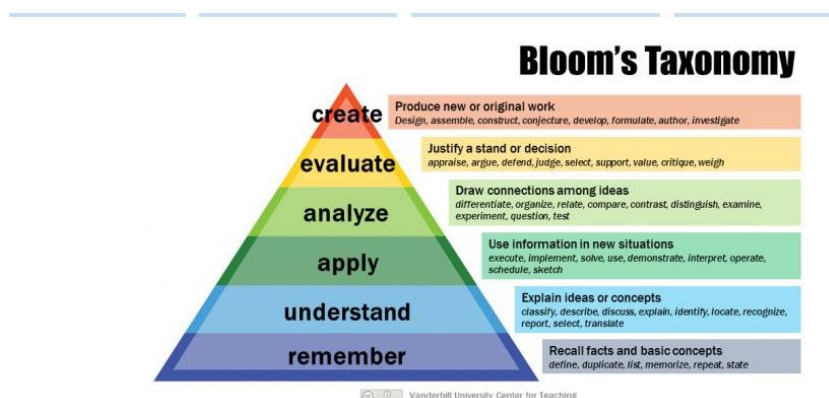 Bloom's Taxonomy
create
Produce new or original work
Design, assemble, construct, conjecture, develop, formulate, author, investigate
evaluate
Justify a stand or decision
appraise, argue, defend, judge, select, support, value, critique, weigh
analyze
Draw connections among ideas
differentiate, organize, relate, compare, contrast, distinguish, examine,
experiment, question, test
apply
Use information in new situations
execute, implement, solve, use, demonstrate, interpret, operate,
schedule, sketch
understand
Explain ideas or concepts
classify, describe, discuss, explain, identify, locate, recognize,
report, select, translate
remember
Recall facts and basic concepts
define, duplicate, list, memorize, repeat, state
Vanderbilt University Center for Teaching